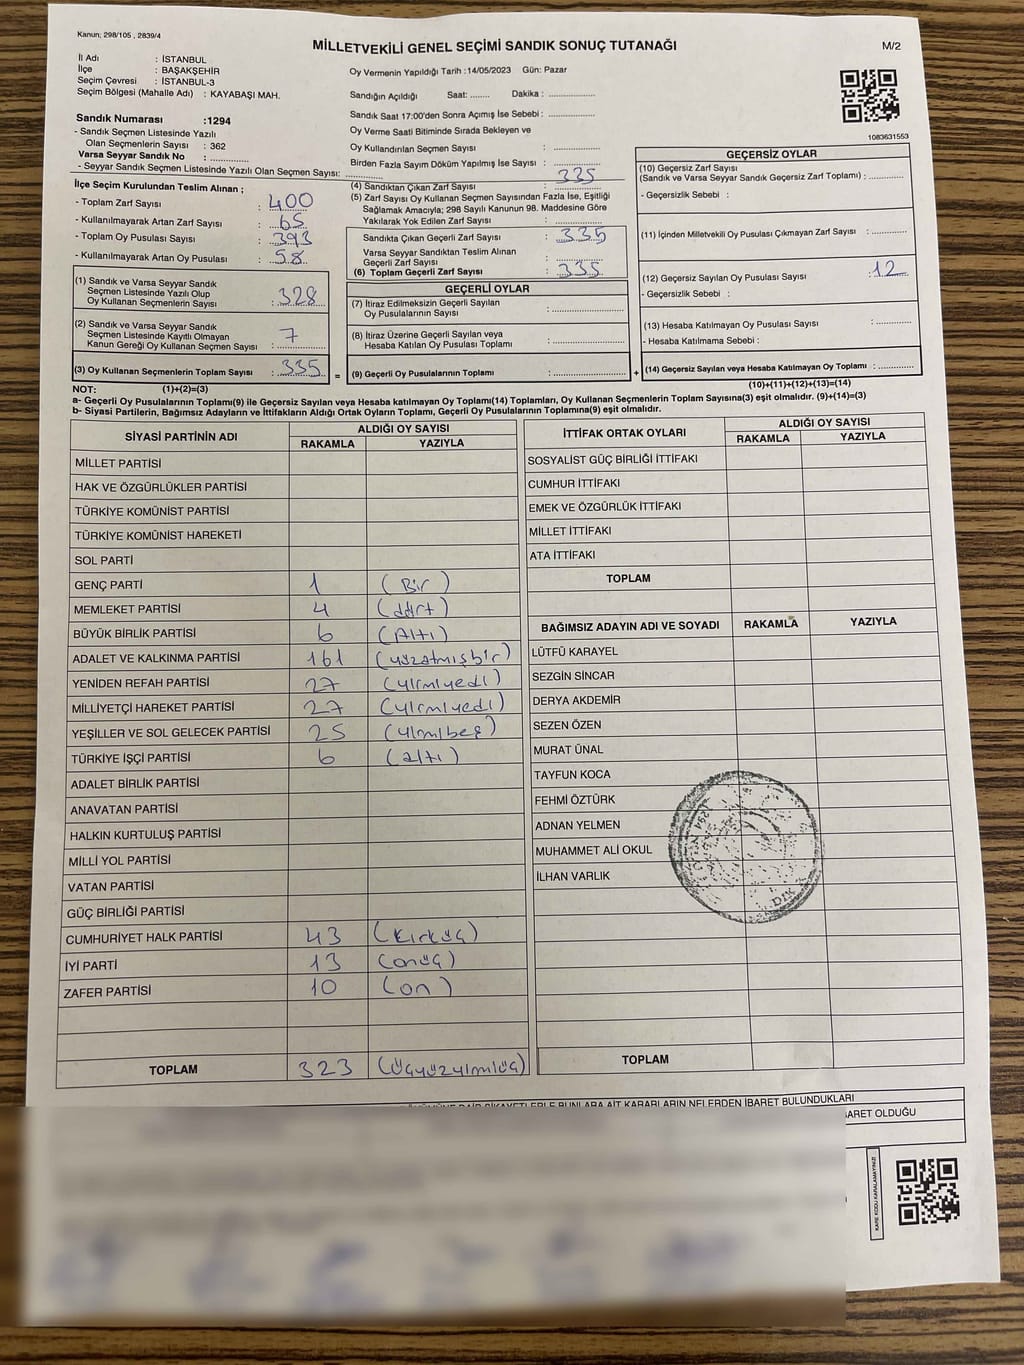 Kanun; 298/105 , 2839/4
MİLLETVEKİLİ GENEL SEÇİMİ SANDIK SONUÇ TUTANAĞI
M/2
İl Adı : İSTANBUL
İlçe : BAŞAKŞEHİR
Seçim Çevresi : İSTANBUL-3
Seçim Bölgesi (Mahalle Adı) : KAYABAŞI MAH.
Oy Vermenin Yapıldığı Tarih :14/05/2023 Gün: Pazar
Sandığın Açıldığı Saat: ........ Dakika : ................
Sandık Saat 17:00'den Sonra Açımış İse Sebebi : ................
Oy Verme Saati Bitiminde Sırada Bekleyen ve
Oy Kullandırılan Seçmen Sayısı : ................
Birden Fazla Sayım Döküm Yapılmış İse Sayısı : ................
1083631553
Sandık Numarası :1294
- Sandık Seçmen Listesinde Yazılı
Olan Seçmenlerin Sayısı : 362
Varsa Seyyar Sandık No : .............
- Seyyar Sandık Seçmen Listesinde Yazılı Olan Seçmen Sayısı: .............
İlçe Seçim Kurulundan Teslim Alınan ;
- Toplam Zarf Sayısı : 400
- Kullanılmayarak Artan Zarf Sayısı : 65
- Toplam Oy Pusulası Sayısı : 393
- Kullanılmayarak Artan Oy Pusulası : 58
(1) Sandık ve Varsa Seyyar Sandık
Seçmen Listesinde Yazılı Olup
Oy Kullanan Seçmenlerin Sayısı : 328
(2) Sandık ve Varsa Seyyar Sandık
Seçmen Listesinde Kayıtlı Olmayan
Kanun Gereği Oy Kullanan Seçmen Sayısı : 7
(3) Oy Kullanan Seçmenlerin Toplam Sayısı : 335
(4) Sandıktan Çıkan Zarf Sayısı : 335
(5) Zarf Sayısı Oy Kullanan Seçmen Sayısından Fazla İse, Eşitliği
Sağlamak Amacıyla; 298 Sayılı Kanunun 98. Maddesine Göre
Yakılarak Yok Edilen Zarf Sayısı : ................
Sandıkta Çıkan Geçerli Zarf Sayısı : 335
Varsa Seyyar Sandıktan Teslim Alınan
Geçerli Zarf Sayısı : ................
(6) Toplam Geçerli Zarf Sayısı : 335
GEÇERLİ OYLAR
(7) İtiraz Edilmeksizin Geçerli Sayılan
Oy Pusulalarının Sayısı : ................
(8) İtiraz Üzerine Geçerli Sayılan veya
Hesaba Katılan Oy Pusulası Toplamı : ................
= (9) Geçerli Oy Pusulalarının Toplamı : ................
GEÇERSİZ OYLAR
(10) Geçersiz Zarf Sayısı
(Sandık ve Varsa Seyyar Sandık Geçersiz Zarf Toplamı) : ............
- Geçersizlik Sebebi :
(11) İçinden Milletvekili Oy Pusulası Çıkmayan Zarf Sayısı : ............
(12) Geçersiz Sayılan Oy Pusulası Sayısı : 12
- Geçersizlik Sebebi :
(13) Hesaba Katılmayan Oy Pusulası Sayısı : ............
- Hesaba Katılmama Sebebi :
+ (14) Geçersiz Sayılan veya Hesaba Katılmayan Oy Toplamı : ............
NOT: (1)+(2)=(3)
(10)+(11)+(12)+(13)=(14)
a- Geçerli Oy Pusulalarının Toplamı(9) ile Geçersiz Sayılan veya Hesaba katılmayan Oy Toplamı(14) Toplamları, Oy Kullanan Seçmenlerin Toplam Sayısına(3) eşit olmalıdır. (9)+(14)=(3)
b- Siyasi Partilerin, Bağımsız Adayların ve İttifakların Aldığı Ortak Oyların Toplamı, Geçerli Oy Pusulalarının Toplamına(9) eşit olmalıdır.
SİYASİ PARTİNİN ADI
ALDIĞI OY SAYISI
RAKAMLA YAZIYLA
MİLLET PARTİSİ
HAK VE ÖZGÜRLÜKLER PARTİSİ
TÜRKİYE KOMÜNİST PARTİSİ
TÜRKİYE KOMÜNİST HAREKETİ
SOL PARTİ
GENÇ PARTİ 1 (Bir)
MEMLEKET PARTİSİ 4 (dört)
BÜYÜK BİRLİK PARTİSİ 6 (Altı)
ADALET VE KALKINMA PARTİSİ 161 (yüzatmışbir)
YENİDEN REFAH PARTİSİ 27 (yirmiyedi)
MİLLİYETÇİ HAREKET PARTİSİ 27 (yirmiyedi)
YEŞİLLER VE SOL GELECEK PARTİSİ 25 (yirmibeş)
TÜRKİYE İŞÇİ PARTİSİ 6 (altı)
ADALET BİRLİK PARTİSİ
ANAVATAN PARTİSİ
HALKIN KURTULUŞ PARTİSİ
MİLLİ YOL PARTİSİ
VATAN PARTİSİ
GÜÇ BİRLİĞİ PARTİSİ
CUMHURİYET HALK PARTİSİ 43 (kırküç)
İYİ PARTİ 13 (onüç)
ZAFER PARTİSİ 10 (on)
TOPLAM 323 (üçyüzyirmiüç)
İTTİFAK ORTAK OYLARI
ALDIĞI OY SAYISI
RAKAMLA YAZIYLA
SOSYALİST GÜÇ BİRLİĞİ İTTİFAKI
CUMHUR İTTİFAKI
EMEK VE ÖZGÜRLÜK İTTİFAKI
MİLLET İTTİFAKI
ATA İTTİFAKI
TOPLAM
BAĞIMSIZ ADAYIN ADI VE SOYADI RAKAMLA YAZIYLA
LÜTFÜ KARAYEL
SEZGİN SİNCAR
DERYA AKDEMİR
SEZEN ÖZEN
MURAT ÜNAL
TAYFUN KOCA
FEHMİ ÖZTÜRK
ADNAN YELMEN
MUHAMMET ALİ OKUL
İLHAN VARLIK
TOPLAM
ŞİKAYETLERLE BUNLARA AİT KARARLARIN NELERDEN İBARET BULUNDUKLARI
BARET OLDUĞU
KARE KODU KARALAMAYINIZ!